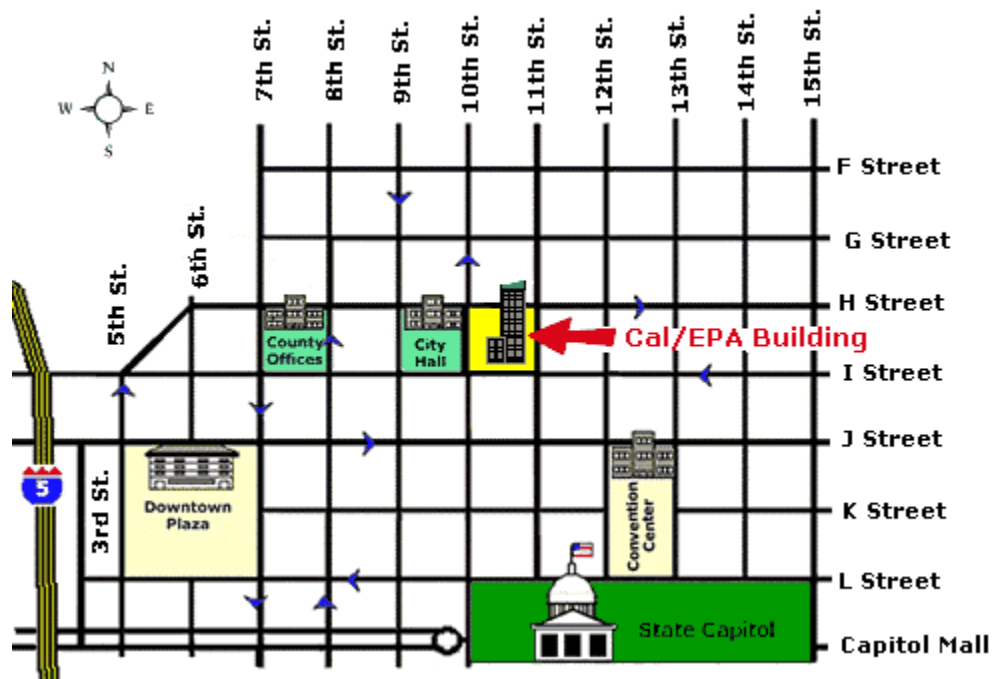 7th St.
8th St.
9th St.
10th St.
11th St.
12th St.
13th St.
14th St.
15th St.
N
W
E
S
F Street
6th St.
G Street
5th St.
H Street
County
Offices
City
Hall
Cal/EPA Building
I Street
J Street
5
3rd St.
Downtown
Plaza
Convention
Center
K Street
L Street
State Capitol
Capitol Mall